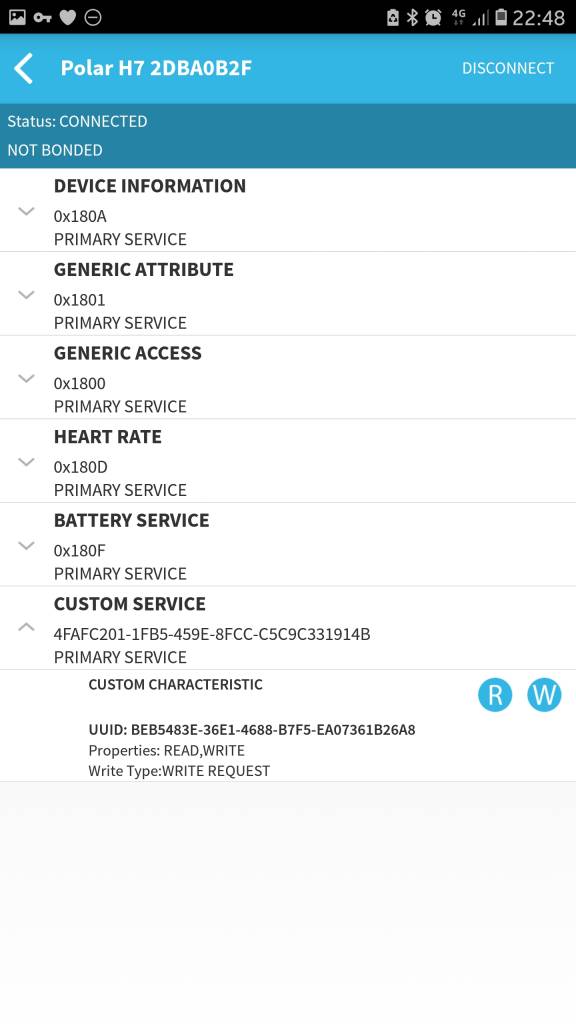 4G 22:48
Polar H7 2DBA0B2F DISCONNECT
Status: CONNECTED
NOT BONDED
DEVICE INFORMATION
0x180A
PRIMARY SERVICE
GENERIC ATTRIBUTE
0x1801
PRIMARY SERVICE
GENERIC ACCESS
0x1800
PRIMARY SERVICE
HEART RATE
0x180D
PRIMARY SERVICE
BATTERY SERVICE
0x180F
PRIMARY SERVICE
CUSTOM SERVICE
4FAFC201-1FB5-459E-8FCC-C5C9C331914B
PRIMARY SERVICE
CUSTOM CHARACTERISTIC R W
UUID: BEB5483E-36E1-4688-B7F5-EA07361B26A8
Properties: READ,WRITE
Write Type:WRITE REQUEST